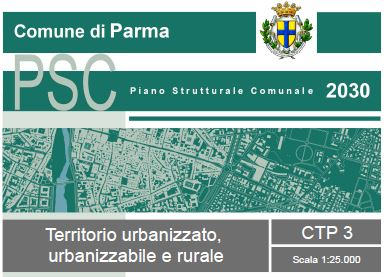 Comune di Parma
PSC
Piano Strutturale Comunale 2030
Territorio urbanizzato,
urbanizzabile e rurale
CTP 3
Scala 1:25.000